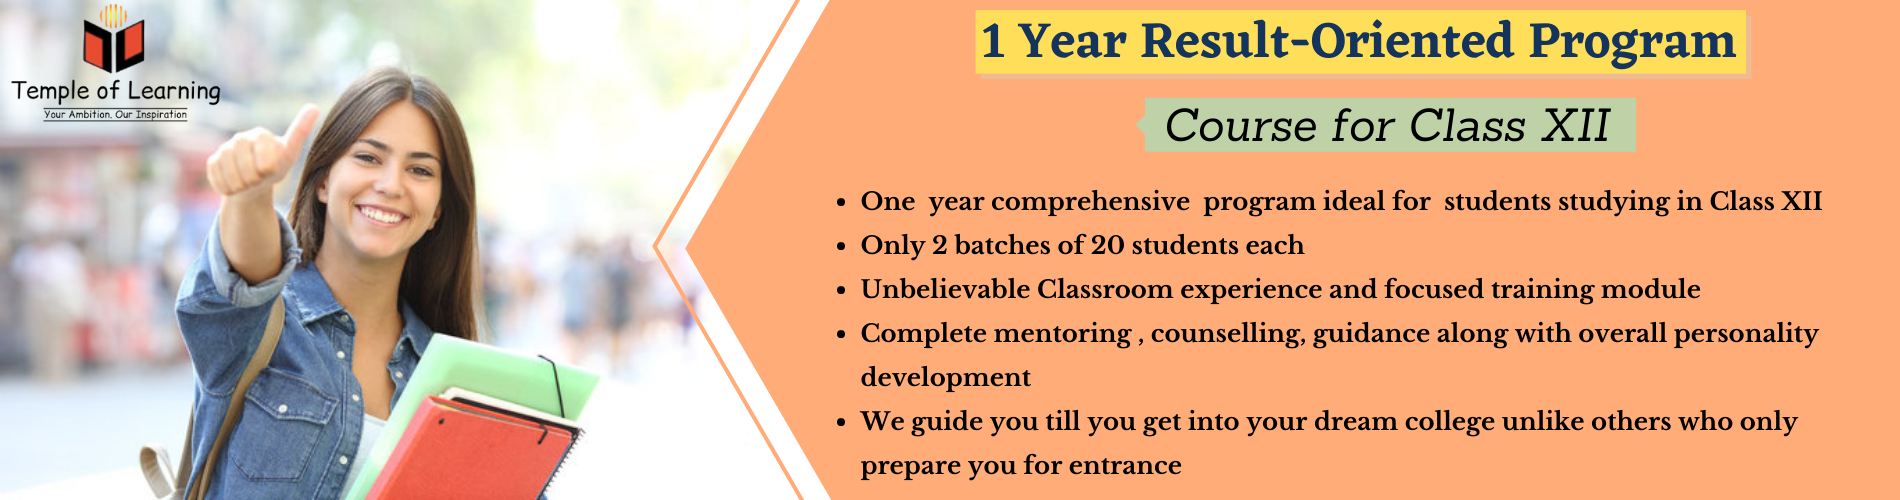 Temple of Learning
Your Ambition, Our Inspiration
1 Year Result-Oriented Program
Course for Class XII
• One year comprehensive program ideal for students studying in Class XII
• Only 2 batches of 20 students each
• Unbelievable Classroom experience and focused training module
• Complete mentoring , counselling, guidance along with overall personality
development
• We guide you till you get into your dream college unlike others who only
prepare you for entrance